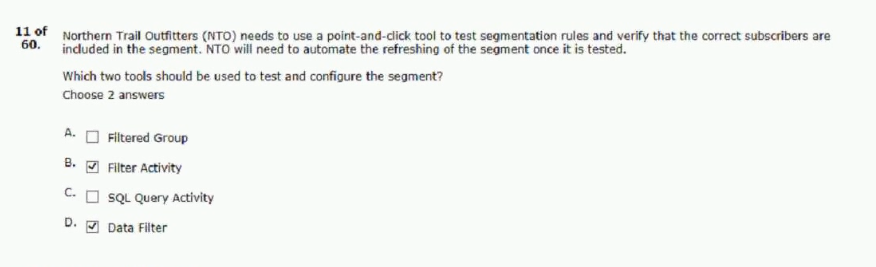 11 of 60.
Northern Trail Outfitters (NTO) needs to use a point-and-click tool to test segmentation rules and verify that the correct subscribers are
included in the segment. NTO will need to automate the refreshing of the segment once it is tested.
Which two tools should be used to test and configure the segment?
Choose 2 answers
A. Filtered Group
B. Filter Activity
C. SQL Query Activity
D. Data Filter